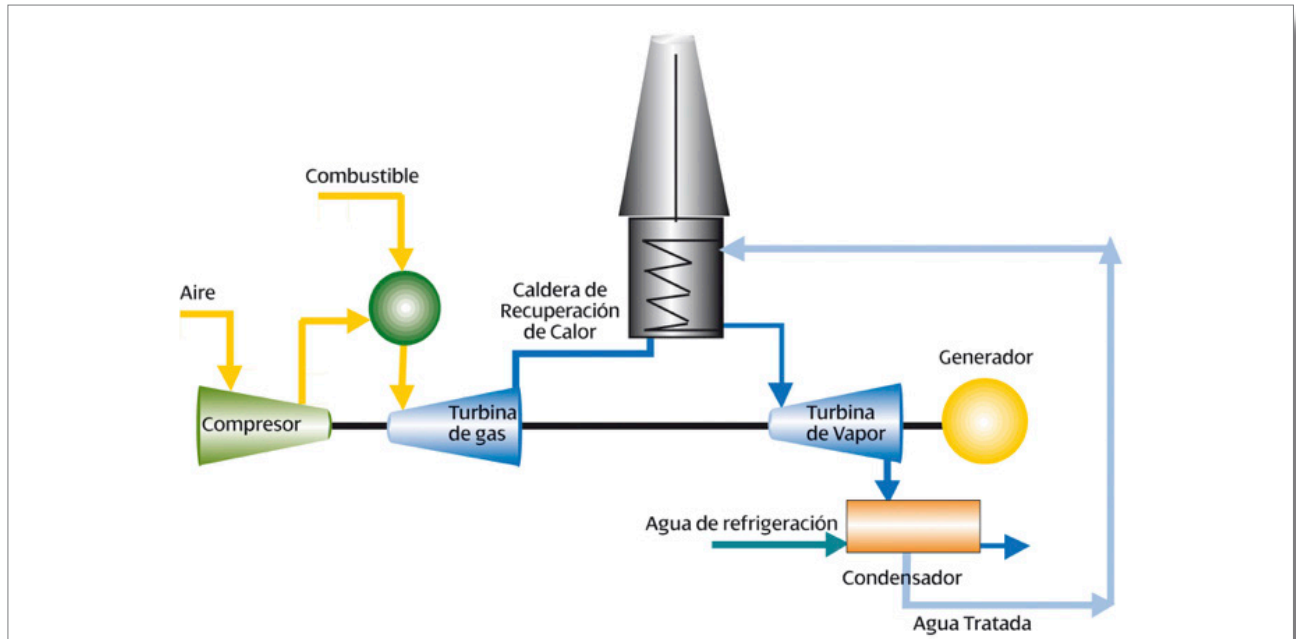 Combustible
Aire
Caldera de
Recuperación
de Calor
Generador
Compresor
Turbina
de gas
Turbina
de Vapor
Agua de refrigeración
Condensador
Agua Tratada